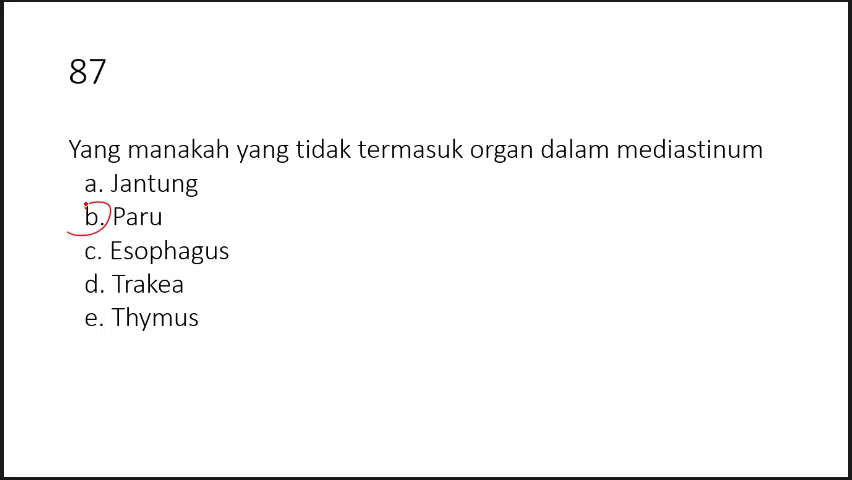 87
Yang manakah yang tidak termasuk organ dalam mediastinum
a. Jantung
b. Paru
c. Esophagus
d. Trakea
e. Thymus